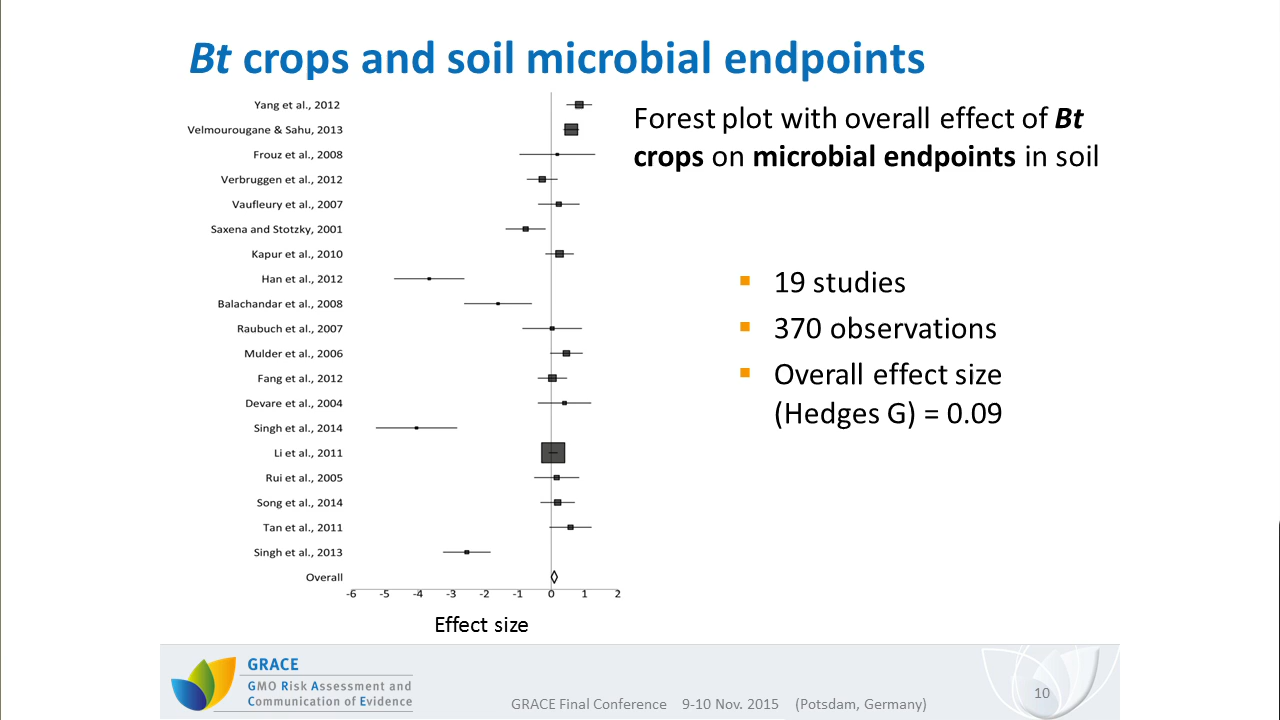 Bt crops and soil microbial endpoints
Yang et al., 2012
Velmourougane & Sahu, 2013
Frouz et al., 2008
Verbruggen et al., 2012
Vaufleury et al., 2007
Saxena and Stotzky, 2001
Kapur et al., 2010
Han et al., 2012
Balachandar et al., 2008
Raubuch et al., 2007
Mulder et al., 2006
Fang et al., 2012
Devare et al., 2004
Singh et al., 2014
Li et al., 2011
Rui et al., 2005
Song et al., 2014
Tan et al., 2011
Singh et al., 2013
Overall
-6 -5 -4 -3 -2 -1 0 1 2
Effect size
Forest plot with overall effect of Bt
crops on microbial endpoints in soil
19 studies
370 observations
Overall effect size
(Hedges G) = 0.09
GRACE
GMO Risk Assessment and
Communication of Evidence
GRACE Final Conference 9-10 Nov. 2015 (Potsdam, Germany)
10